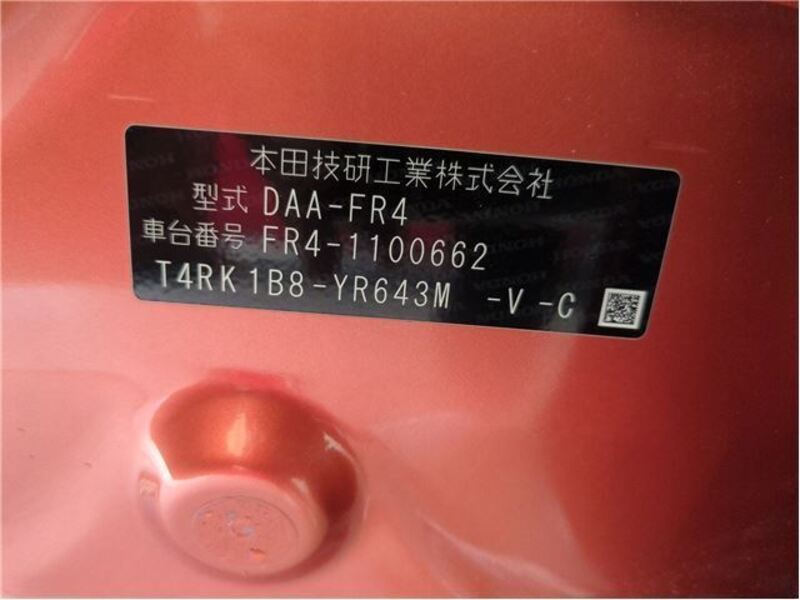 本田技研工業株式会社
型式 DAA-FR4
車台番号 FR4-1100662
T4RK1B8-YR643M -V -C